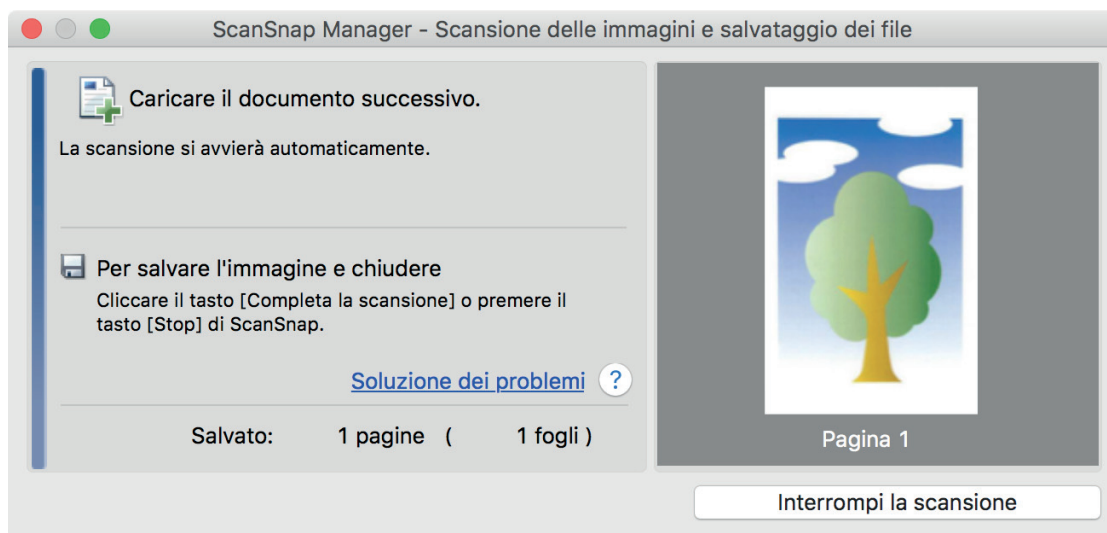 ScanSnap Manager - Scansione delle immagini e salvataggio dei file
Caricare il documento successivo.
La scansione si avvierà automaticamente.
Per salvare l'immagine e chiudere
Cliccare il tasto [Completa la scansione] o premere il
tasto [Stop] di ScanSnap.
Soluzione dei problemi ?
Salvato: 1 pagine ( 1 fogli )
Pagina 1
Interrompi la scansione